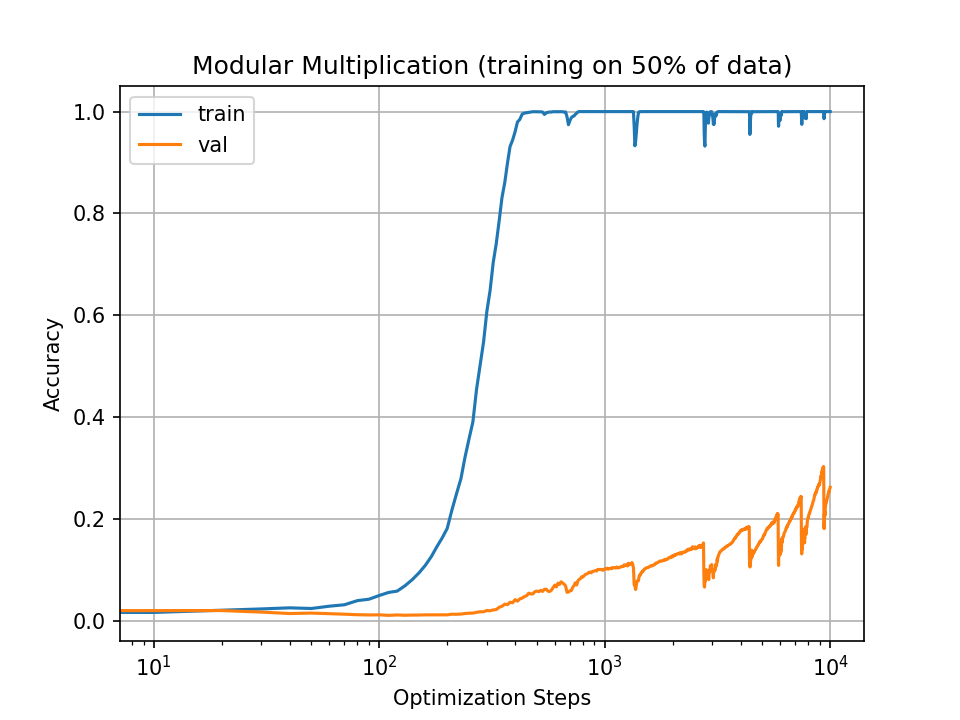 Modular Multiplication (training on 50% of data)
train
val
1.0
0.8
0.6
0.4
0.2
0.0
Accuracy
10¹
10²
10³
10⁴
Optimization Steps